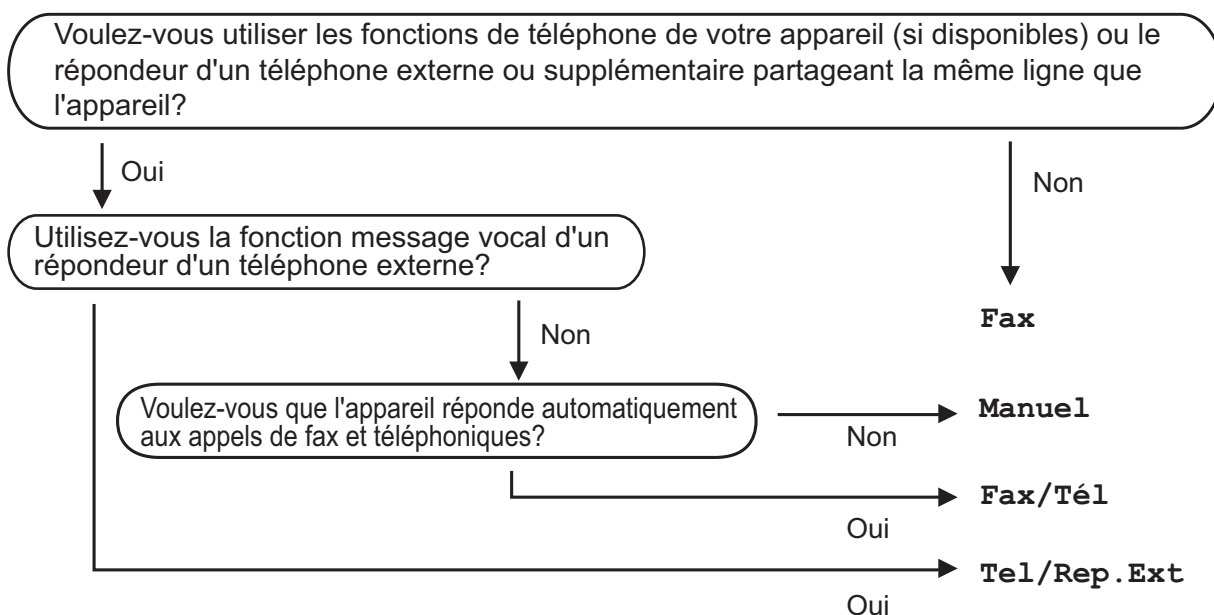 Voulez-vous utiliser les fonctions de téléphone de votre appareil (si disponibles) ou le
répondeur d'un téléphone externe ou supplémentaire partageant la même ligne que
l'appareil?
Oui
Non
Utilisez-vous la fonction message vocal d'un
répondeur d'un téléphone externe?
Fax
Non
Voulez-vous que l'appareil réponde automatiquement
aux appels de fax et téléphoniques?
Manuel
Non
Fax/Tél
Oui
Tel/Rep.Ext
Oui